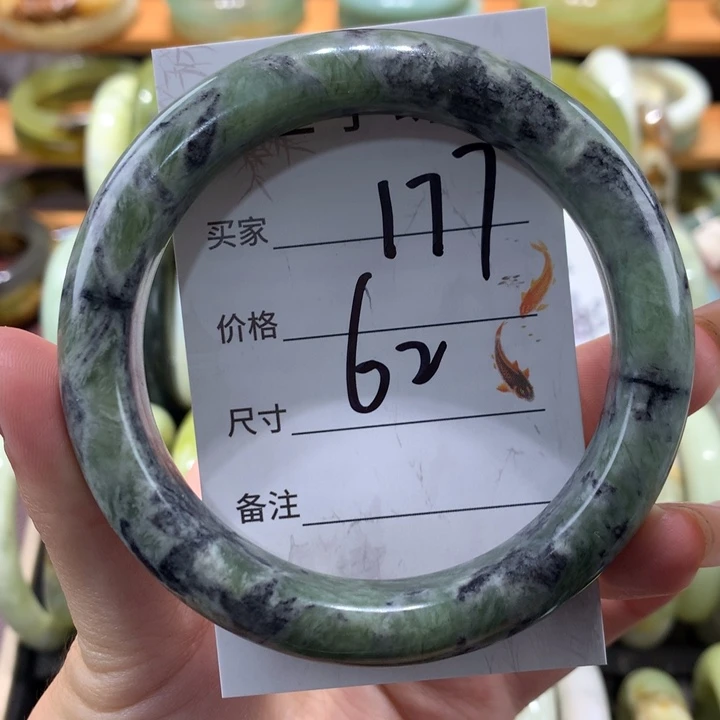 买家 177
价格 62
尺寸
备注